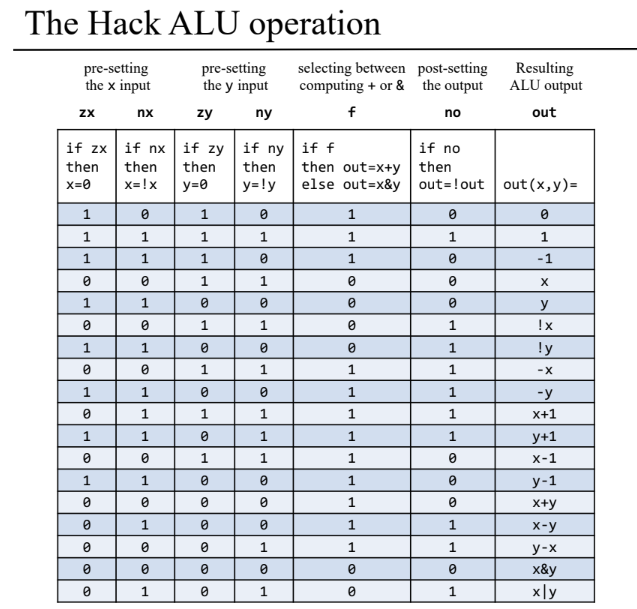 The Hack ALU operation
pre-setting the x input pre-setting the y input selecting between computing + or & post-setting the output Resulting ALU output
zx nx zy ny f no out
if zx then x=0 if nx then x=!x if zy then y=0 if ny then y=!y if f then out=x+y else out=x&y if no then out=!out out(x,y)=
1 0 1 0 1 0 0
1 1 1 1 1 1 1
1 1 1 0 1 0 -1
0 0 1 1 0 0 x
1 1 0 0 0 0 y
0 0 1 1 0 1 !x
1 1 0 0 0 1 !y
0 0 1 1 1 1 -x
1 1 0 0 1 1 -y
0 1 1 1 1 1 x+1
1 1 0 1 1 1 y+1
0 0 1 1 1 0 x-1
1 1 0 0 1 0 y-1
0 0 0 0 1 0 x+y
0 1 0 0 1 1 x-y
0 0 0 1 1 1 y-x
0 0 0 0 0 0 x&y
0 1 0 1 0 1 x|y